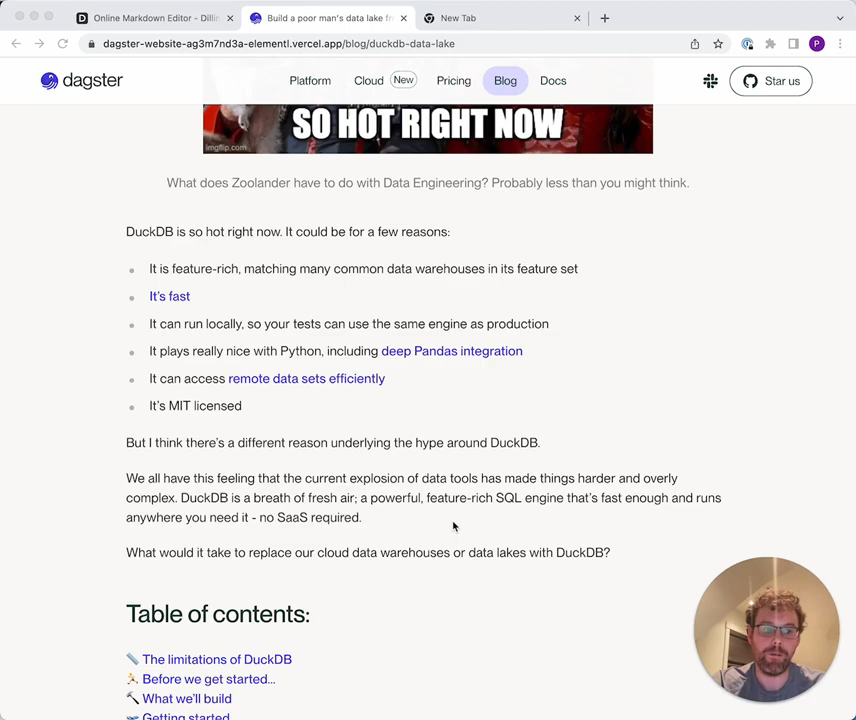 Online Markdown Editor - Dillin
Build a poor man's data lake fr
New Tab
dagster-website-ag3m7nd3a-elementl.vercel.app/blog/duckdb-data-lake
P
dagster
Platform
Cloud
New
Pricing
Blog
Docs
Star us
SO HOT RIGHT NOW
imgflip.com
What does Zoolander have to do with Data Engineering? Probably less than you might think.
DuckDB is so hot right now. It could be for a few reasons:
It is feature-rich, matching many common data warehouses in its feature set
It's fast
It can run locally, so your tests can use the same engine as production
It plays really nice with Python, including deep Pandas integration
It can access remote data sets efficiently
It's MIT licensed
But I think there's a different reason underlying the hype around DuckDB.
We all have this feeling that the current explosion of data tools has made things harder and overly
complex. DuckDB is a breath of fresh air; a powerful, feature-rich SQL engine that's fast enough and runs
anywhere you need it - no SaaS required.
What would it take to replace our cloud data warehouses or data lakes with DuckDB?
Table of contents:
The limitations of DuckDB
Before we get started...
What we'll build
Getting started